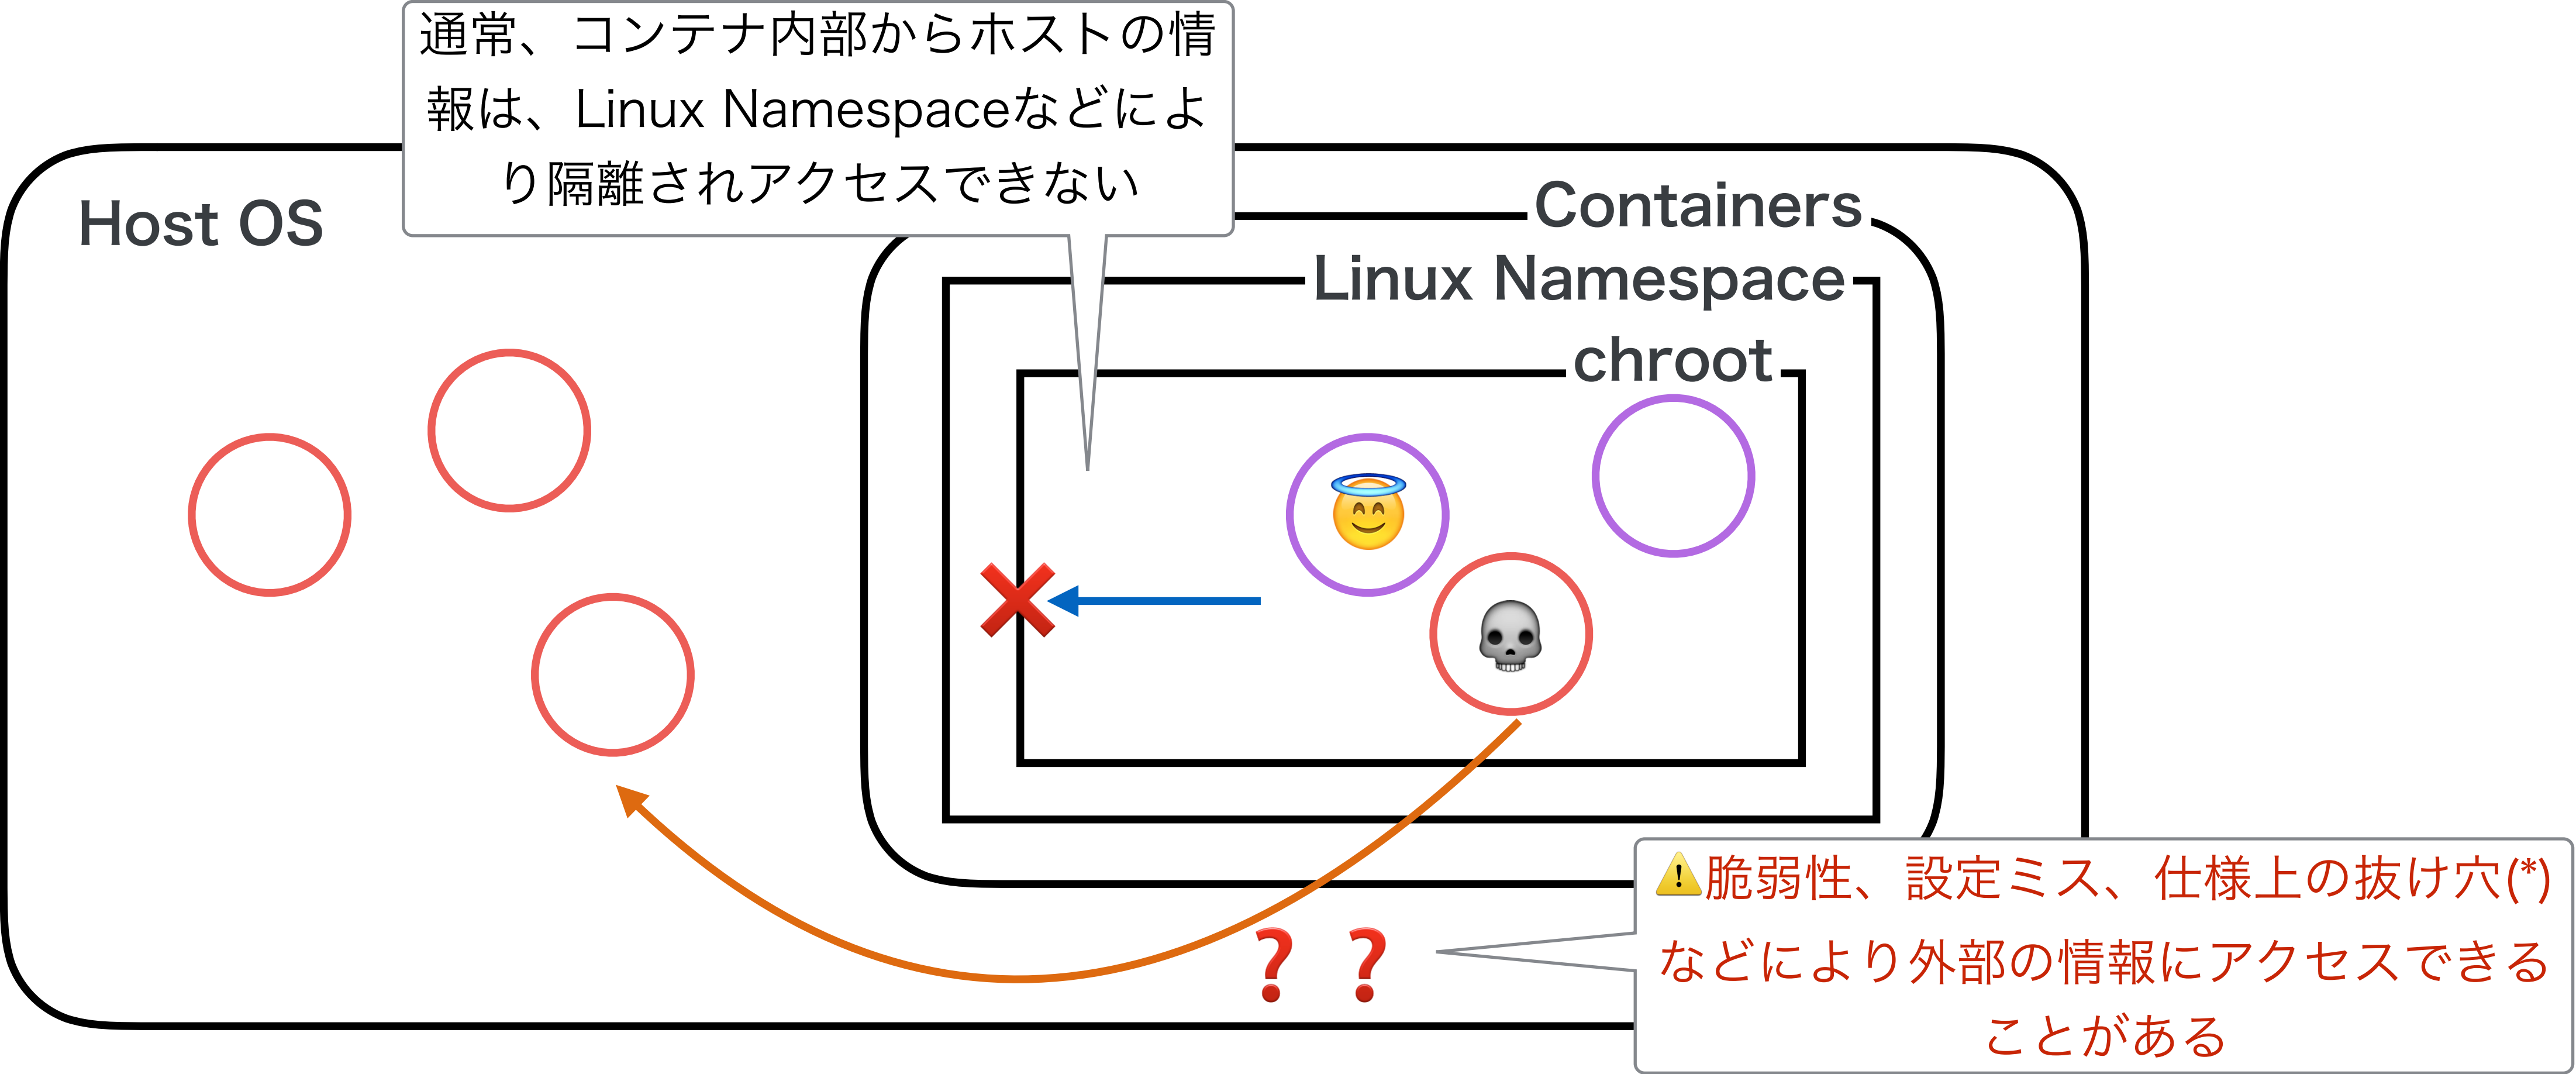 通常、コンテナ内部からホストの情
報は、Linux Namespaceなどによ
り隔離されアクセスできない
Host OS
Containers
Linux Namespace
chroot
⚠️脆弱性、設定ミス、仕様上の抜け穴(*)
などにより外部の情報にアクセスできる
ことがある
❓ ❓